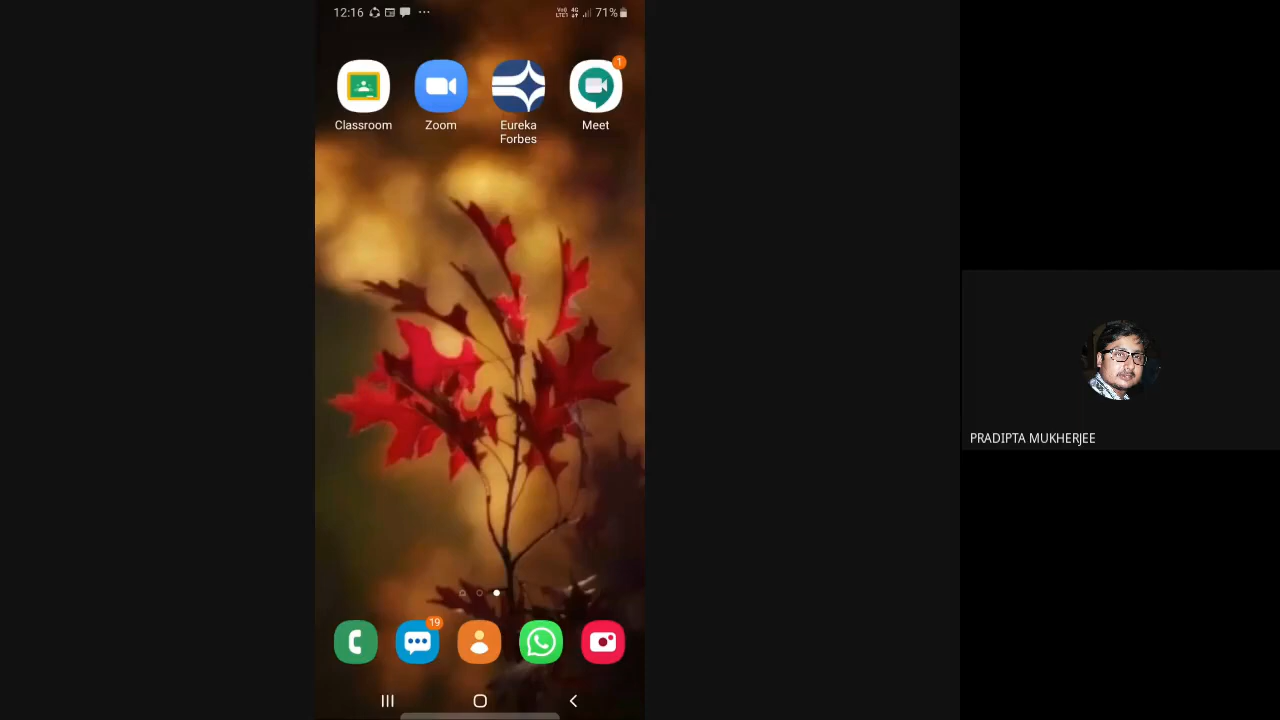 12:16
71%
1
Classroom
Zoom
Eureka
Forbes
Meet
PRADIPTA MUKHERJEE
19